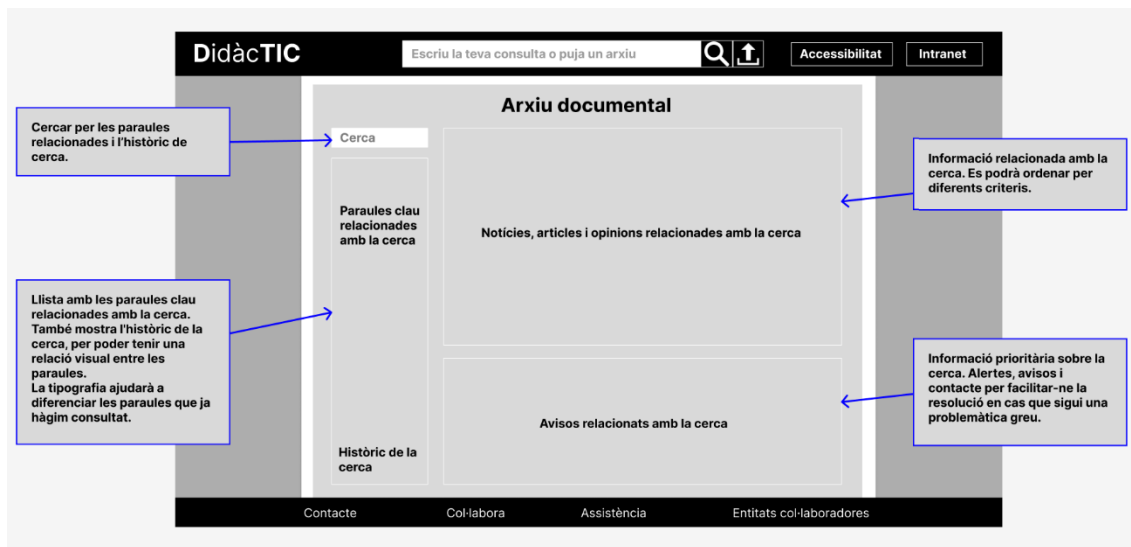 DidàcTIC
Escriu la teva consulta o puja un arxiu
Accessibilitat
Intranet
Arxiu documental
Cercar per les paraules
relacionades i l'històric de
cerca.
Cerca
Paraules clau
relacionades
amb la cerca
Notícies, articles i opinions relacionades amb la cerca
Informació relacionada amb la
cerca. Es podrà ordenar per
diferents criteris.
Llista amb les paraules clau
relacionades amb la cerca.
També mostra l'històric de la
cerca, per poder tenir una
relació visual entre les
paraules.
La tipografia ajudarà a
diferenciar les paraules que ja
hàgim consultat.
Històric de la
cerca
Avisos relacionats amb la cerca
Informació prioritària sobre la
cerca. Alertes, avisos i
contacte per facilitar-ne la
resolució en cas que sigui una
problemàtica greu.
Contacte
Col·labora
Assistència
Entitats col·laboradores